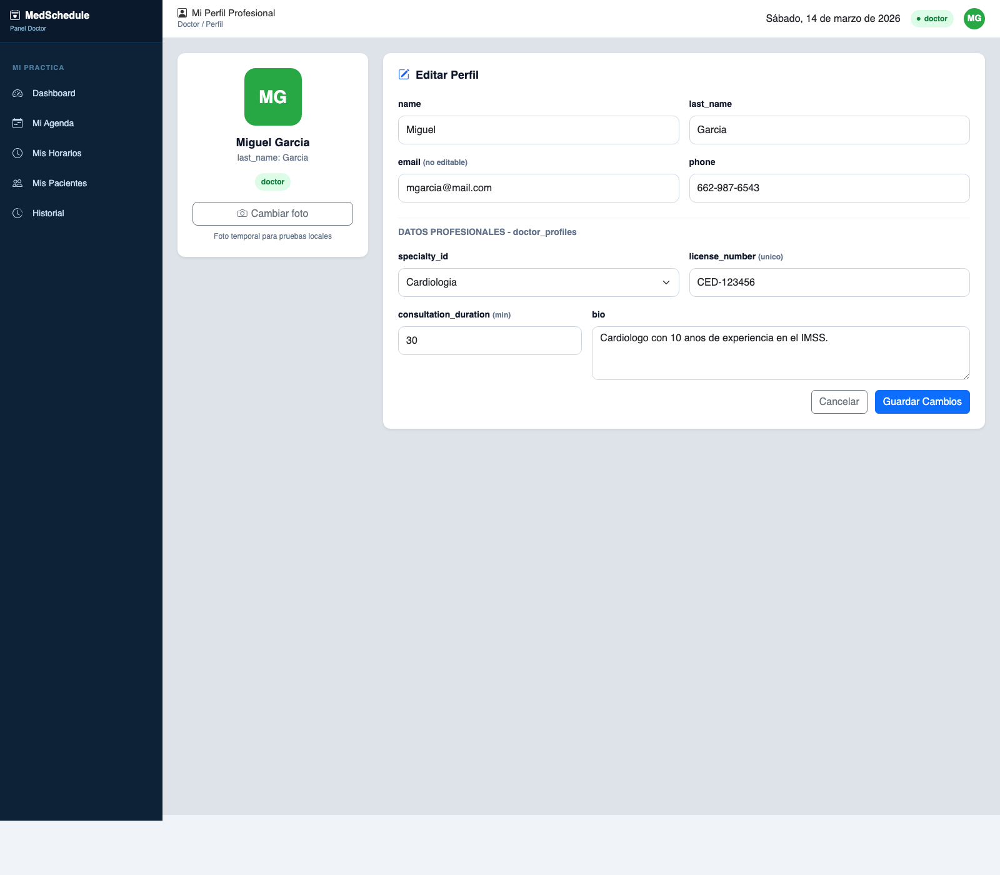 MedSchedule
Panel Doctor
MI PRACTICA
Dashboard
Mi Agenda
Mis Horarios
Mis Pacientes
Historial
Mi Perfil Profesional
Doctor / Perfil
Sábado, 14 de marzo de 2026
• doctor
MG
MG
Miguel Garcia
last_name: Garcia
doctor
Cambiar foto
Foto temporal para pruebas locales
Editar Perfil
name
Miguel
last_name
Garcia
email (no editable)
mgarcia@mail.com
phone
662-987-6543
DATOS PROFESIONALES - doctor_profiles
specialty_id
Cardiologia
license_number (unico)
CED-123456
consultation_duration (min)
30
bio
Cardiologo con 10 anos de experiencia en el IMSS.
Cancelar
Guardar Cambios